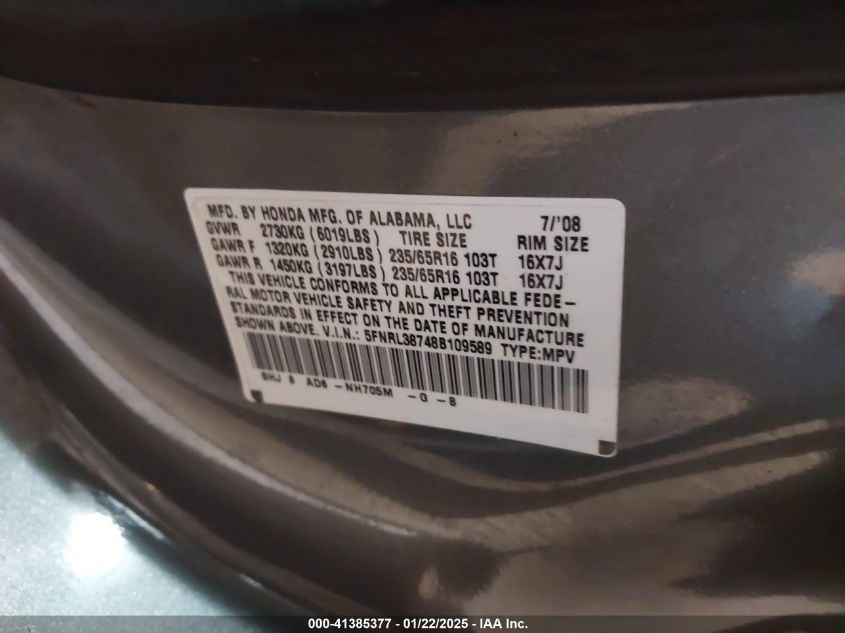 MFD. BY HONDA MFG. OF ALABAMA, LLC 7/'08
GVWR 2730KG (6019LBS) TIRE SIZE RIM SIZE
GAWR F 1320KG (2910LBS) 235/65R16 103T 16X7J
GAWR R 1450KG (3197LBS) 235/65R16 103T 16X7J
THIS VEHICLE CONFORMS TO ALL APPLICABLE FEDE-
RAL MOTOR VEHICLE SAFETY AND THEFT PREVENTION
STANDARDS IN EFFECT ON THE DATE OF MANUFACTURE
SHOWN ABOVE. V.I.N.: 5FNRL38748B109589 TYPE:MPV
SHJ 8 AD6 -NH705M -G-B
000-41385377 - 01/22/2025 - IAA Inc.